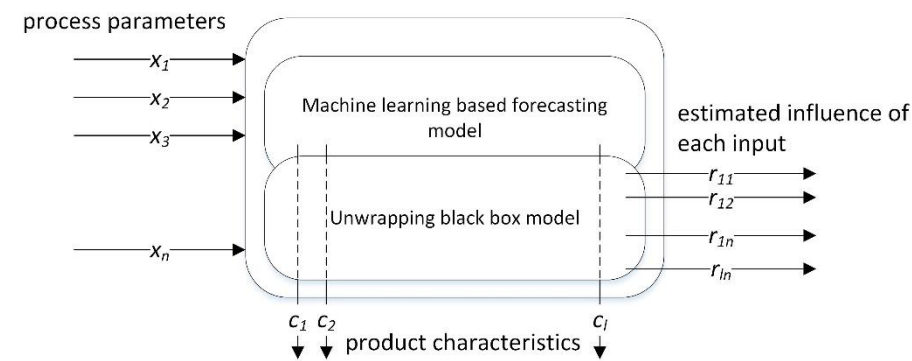 process parameters
x1
x2
x3
xn
Machine learning based forecasting
model
Unwrapping black box model
estimated influence of
each input
r11
r12
r1n
rln
c1 c2 cl
product characteristics